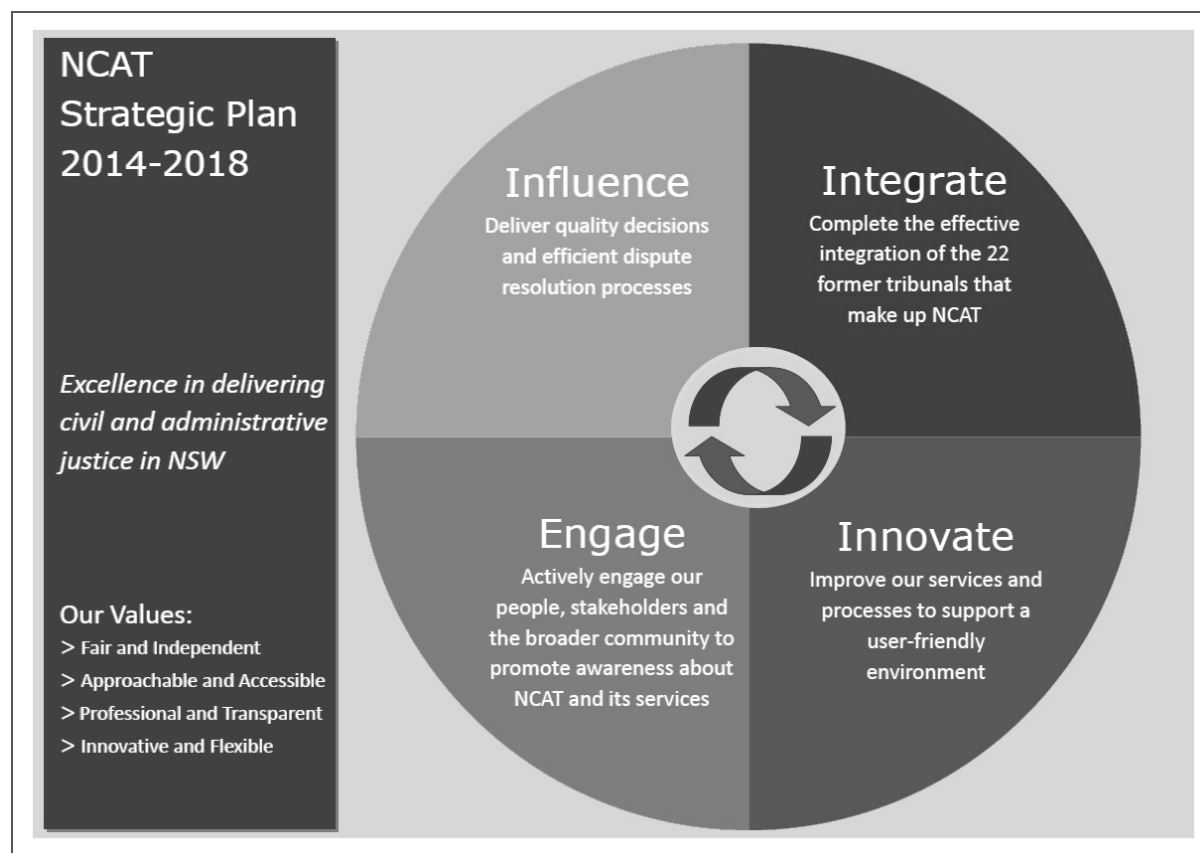 NCAT
Strategic Plan
2014-2018
Excellence in delivering
civil and administrative
justice in NSW
Our Values:
> Fair and Independent
> Approachable and Accessible
> Professional and Transparent
> Innovative and Flexible
Influence
Deliver quality decisions
and efficient dispute
resolution processes
Integrate
Complete the effective
integration of the 22
former tribunals that
make up NCAT
Engage
Actively engage our
people, stakeholders and
the broader community to
promote awareness about
NCAT and its services
Innovate
Improve our services and
processes to support a
user-friendly
environment